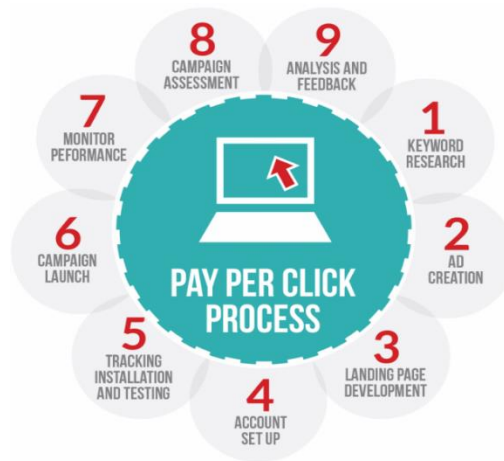 PAY PER CLICK
PROCESS
1
KEYWORD
RESEARCH
2
AD
CREATION
3
LANDING PAGE
DEVELOPMENT
4
ACCOUNT
SET UP
5
TRACKING
INSTALLATION
AND TESTING
6
CAMPAIGN
LAUNCH
7
MONITOR
PEFORMANCE
8
CAMPAIGN
ASSESSMENT
9
ANALYSIS AND
FEEDBACK